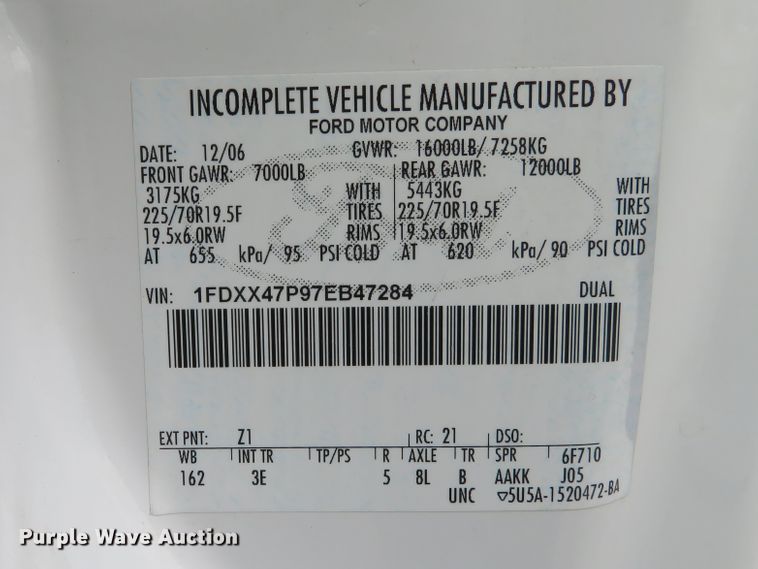 INCOMPLETE VEHICLE MANUFACTURED BY
FORD MOTOR COMPANY
DATE: 12/06 GVWR: 16000LB/ 7258KG
FRONT GAWR: 7000LB REAR GAWR: 12000LB
3175KG WITH 5443KG WITH
225/70R19.5F TIRES 225/70R19.5F TIRES
19.5x6.0RW RIMS 19.5x6.0RW RIMS
AT 655 kPa/ 95 PSI COLD AT 620 kPa/ 90 PSI COLD
VIN: 1FDXX47P97EB47284 DUAL
EXT PNT: Z1 RC: 21 DSO:
WB INT TR TP/PS R AXLE TR SPR 6F710
162 3E 5 8L B AAKK J05
UNC ▽5U5A-1520472-BA
Purple Wave Auction